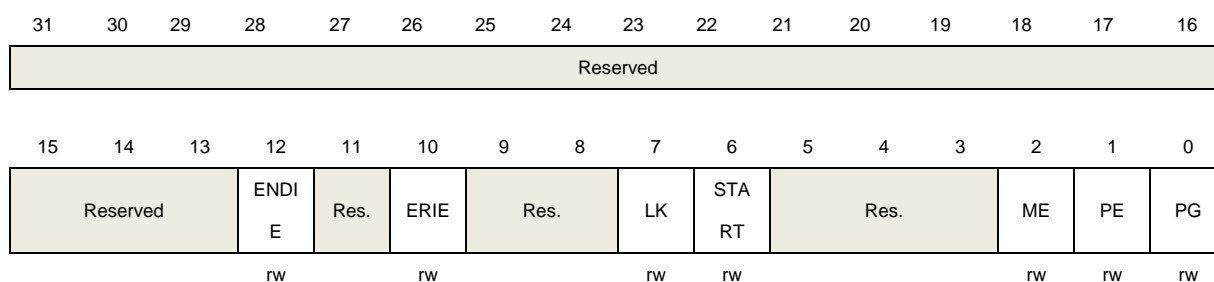 31 30 29 28 27 26 25 24 23 22 21 20 19 18 17 16
Reserved
15 14 13 12 11 10 9 8 7 6 5 4 3 2 1 0
Reserved ENDI E Res. ERIE Res. LK STA RT Res. ME PE PG
rw rw rw rw rw rw rw